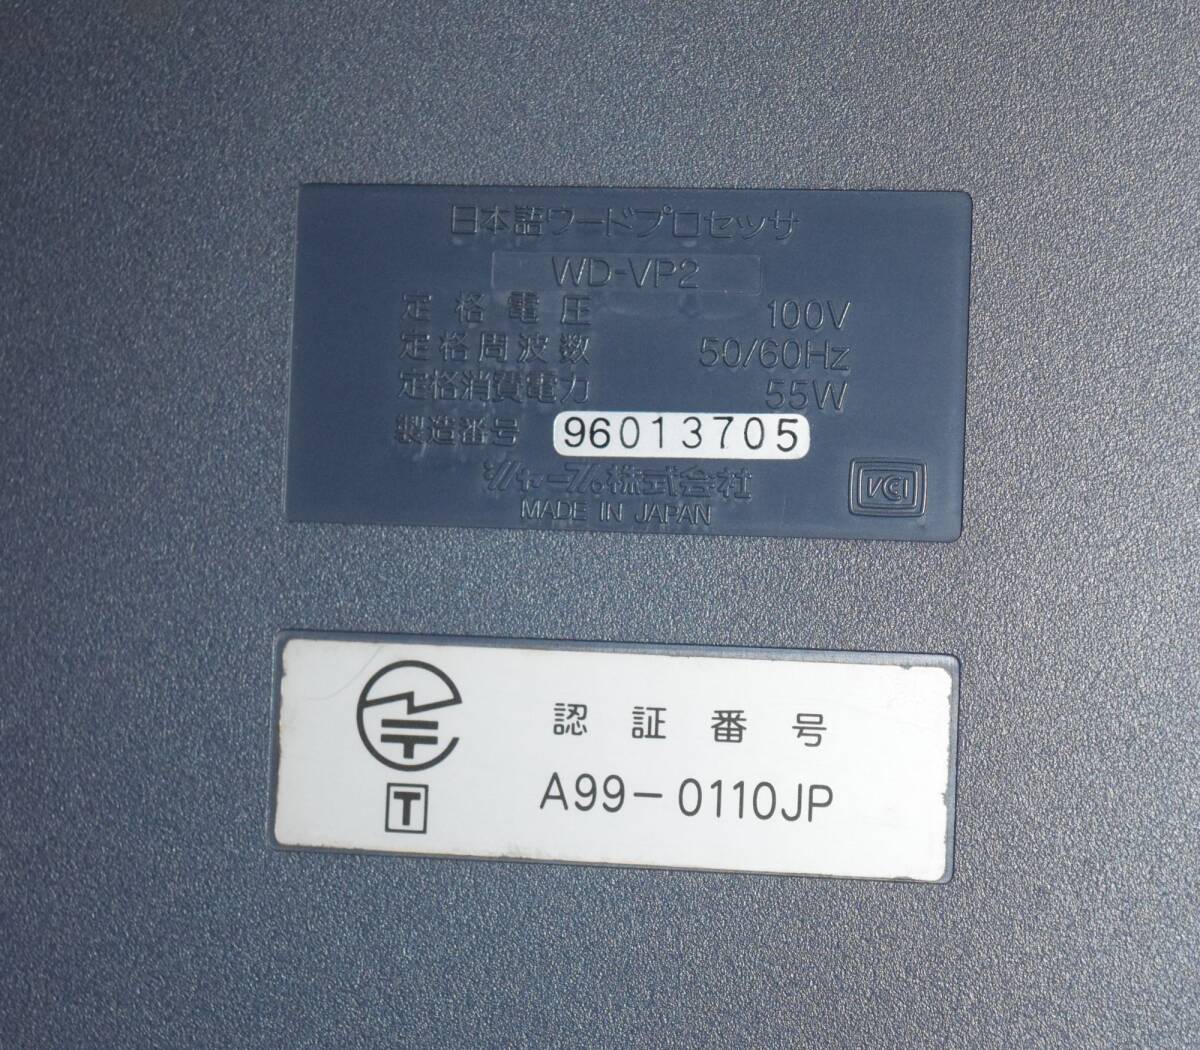 日本語ワードプロセッサ
WD-VP2
定格電圧 100V
定格周波数 50/60Hz
定格消費電力 55W
製造番号 96013705
シャープ株式会社
MADE IN JAPAN
VCCI
T
認証番号
A99-0110JP